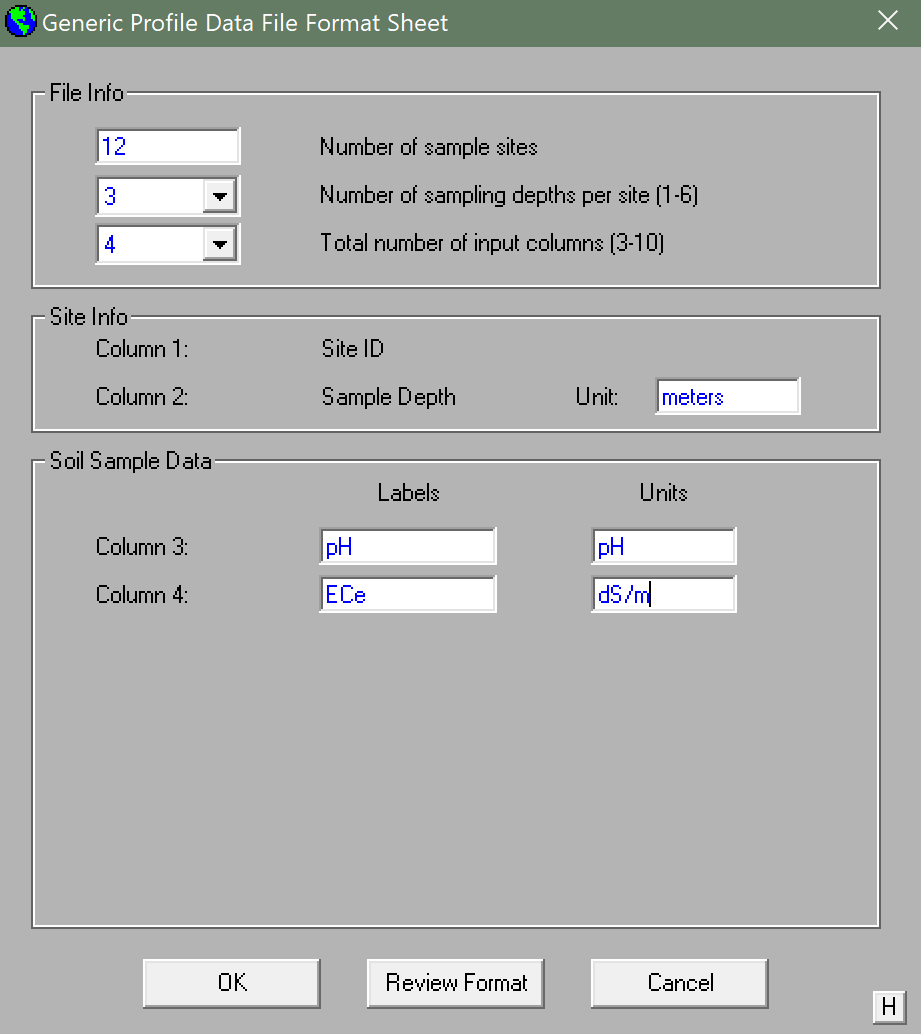 Generic Profile Data File Format Sheet
File Info
12 Number of sample sites
3 Number of sampling depths per site (1-6)
4 Total number of input columns (3-10)
Site Info
Column 1: Site ID
Column 2: Sample Depth Unit: meters
Soil Sample Data
Labels Units
Column 3: pH pH
Column 4: ECe dS/m
OK Review Format Cancel
H